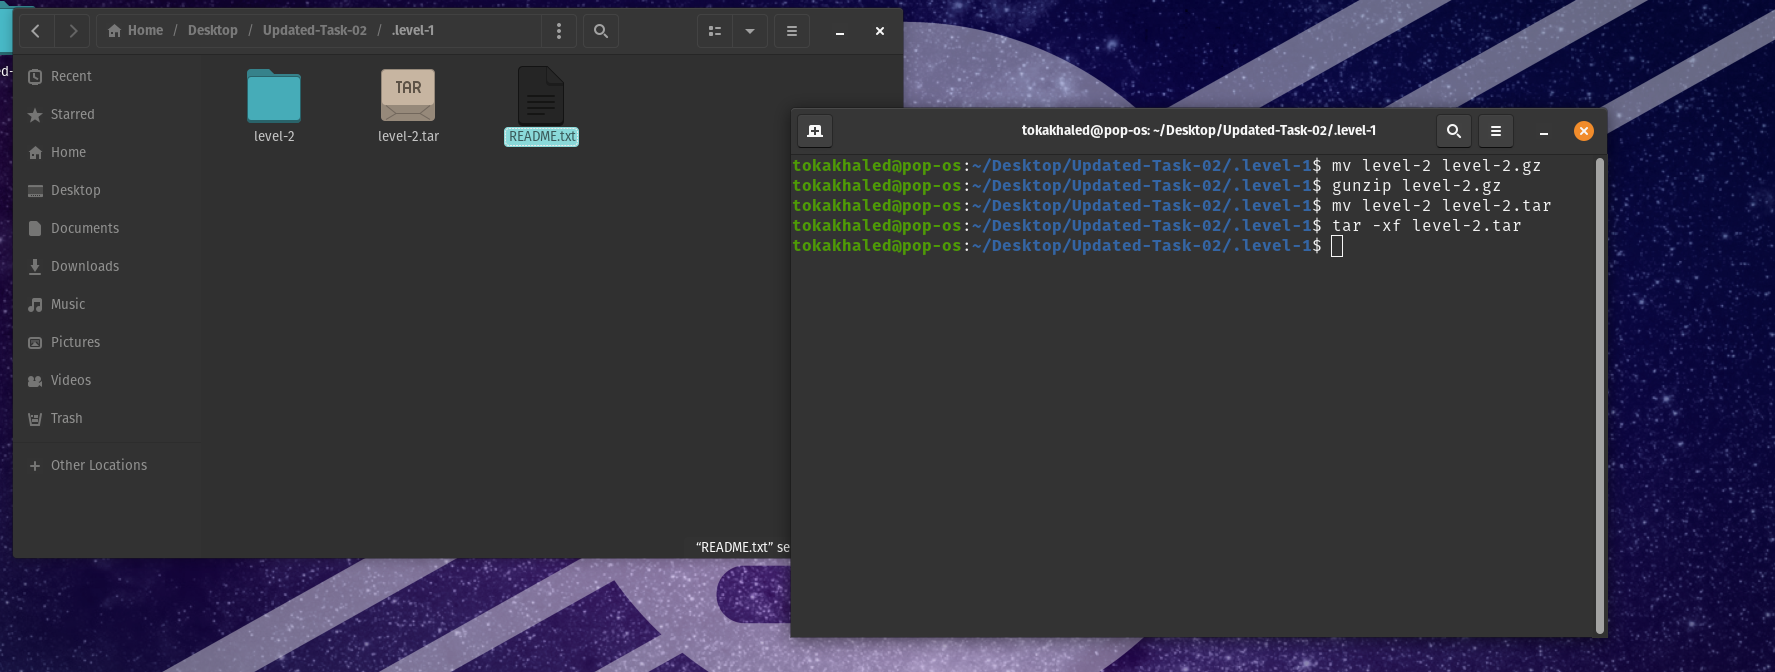 Home / Desktop / Updated-Task-02 / .level-1
ed-
Recent
Starred
Home
Desktop
Documents
Downloads
Music
Pictures
Videos
Trash
+ Other Locations
level-2
TAR
level-2.tar
README.txt
“README.txt” se
tokakhaled@pop-os: ~/Desktop/Updated-Task-02/.level-1
tokakhaled@pop-os:~/Desktop/Updated-Task-02/.level-1$ mv level-2 level-2.gz
tokakhaled@pop-os:~/Desktop/Updated-Task-02/.level-1$ gunzip level-2.gz
tokakhaled@pop-os:~/Desktop/Updated-Task-02/.level-1$ mv level-2 level-2.tar
tokakhaled@pop-os:~/Desktop/Updated-Task-02/.level-1$ tar -xf level-2.tar
tokakhaled@pop-os:~/Desktop/Updated-Task-02/.level-1$